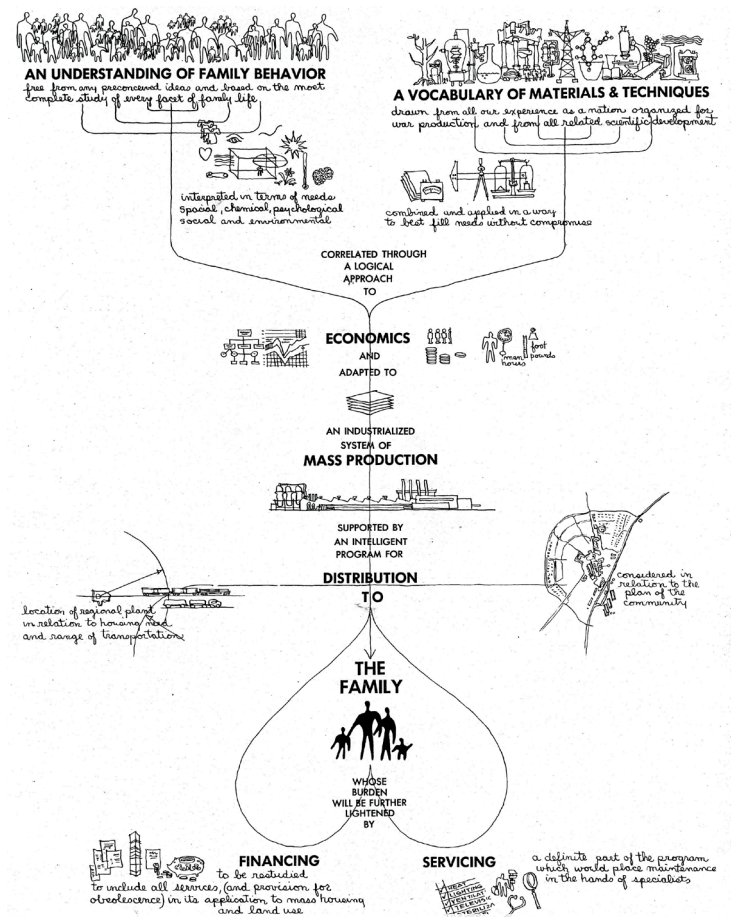 AN UNDERSTANDING OF FAMILY BEHAVIOR
free from any preconceived ideas and based on the most
complete study of every facet of family life
interpreted in terms of needs
spacial, chemical, psychological
social and environmental
A VOCABULARY OF MATERIALS & TECHNIQUES
drawn from all our experience as a nation organized for
war production and from all related scientific development
combined and applied in a way
to best fill needs without compromise
CORRELATED THROUGH
A LOGICAL
APPROACH
TO
ECONOMICS
AND
ADAPTED TO
man
hours
foot
pounds
AN INDUSTRIALIZED
SYSTEM OF
MASS PRODUCTION
SUPPORTED BY
AN INTELLIGENT
PROGRAM FOR
DISTRIBUTION
TO
location of regional plant
in relation to housing need
and range of transportation
considered in
relation to the
plan of the
community
THE
FAMILY
WHOSE
BURDEN
WILL BE FURTHER
LIGHTENED
BY
FINANCING
to be restudied
to include all services, (and provision for
obsolescence) in its application to mass housing
and land use
SERVICING
HEAT
LIGHTING
VENTILAT
TELEVIS
STERILIZA
a definite part of the program
which would place maintenance
in the hands of specialists